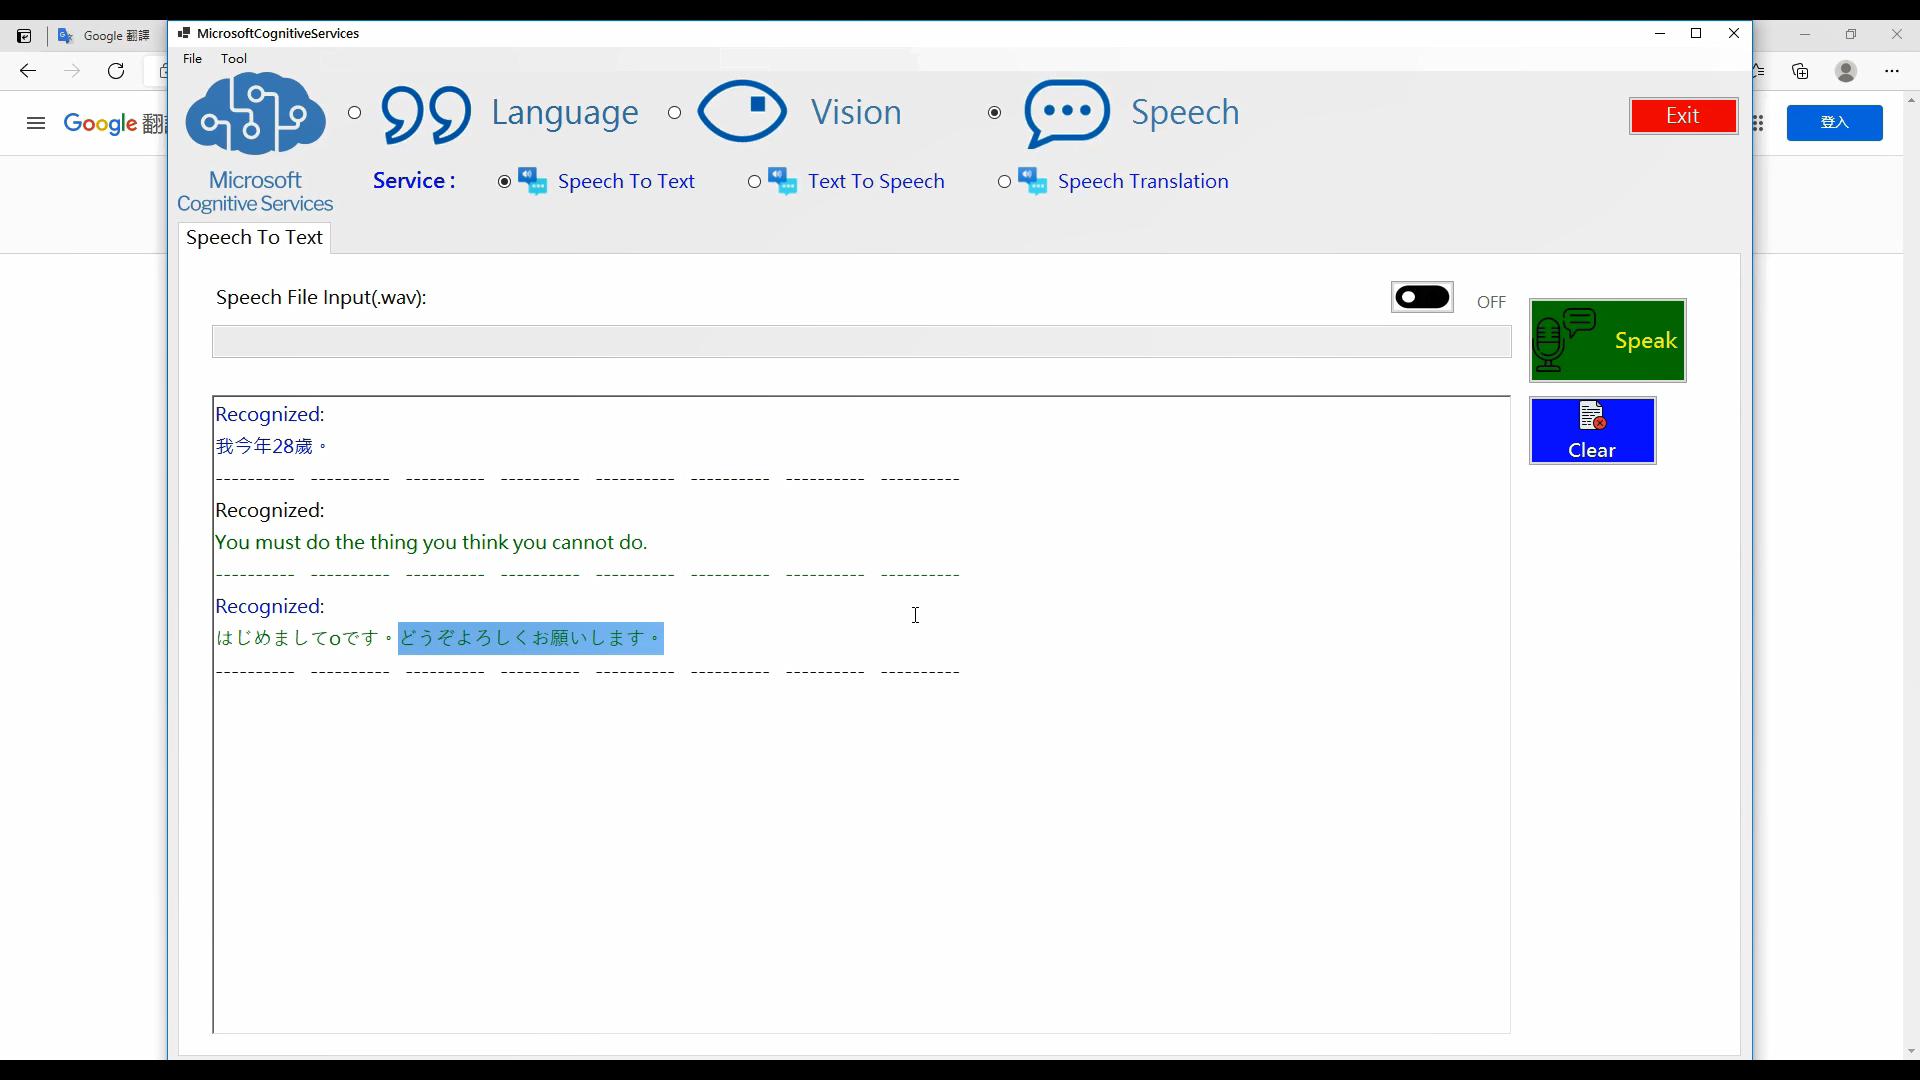 Google 翻譯
MicrosoftCognitiveServices
File Tool
Google 翻
Language Vision Speech
Exit
登入
Microsoft
Cognitive Services
Service : Speech To Text Text To Speech Speech Translation
Speech To Text
Speech File Input(.wav):
OFF
Speak
Clear
Recognized:
我今年28歲。
---------- ---------- ---------- ---------- ---------- ---------- ---------- ----------
Recognized:
You must do the thing you think you cannot do.
---------- ---------- ---------- ---------- ---------- ---------- ---------- ----------
Recognized:
はじめましてoです。どうぞよろしくお願いします。
---------- ---------- ---------- ---------- ---------- ---------- ---------- ----------